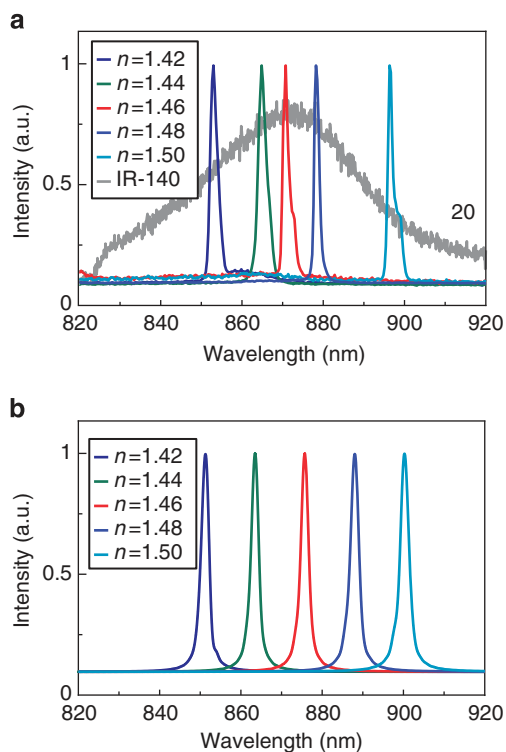 a
1
0.5
0
Intensity (a.u.)
n=1.42
n=1.44
n=1.46
n=1.48
n=1.50
IR-140
20
820 840 860 880 900 920
Wavelength (nm)
b
1
0.5
0
Intensity (a.u.)
n=1.42
n=1.44
n=1.46
n=1.48
n=1.50
820 840 860 880 900 920
Wavelength (nm)